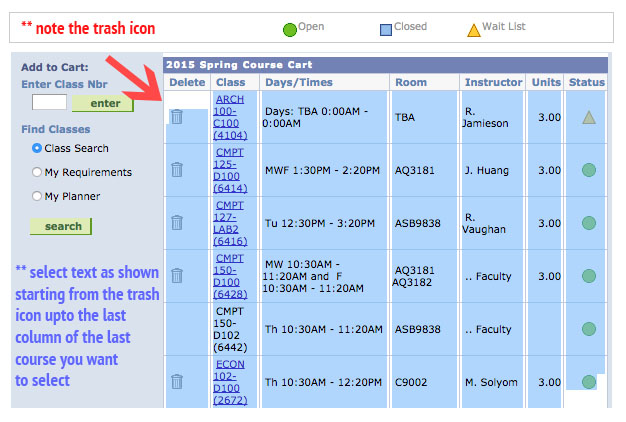 ** note the trash icon
Open
Closed
Wait List
Add to Cart:
Enter Class Nbr
enter
Find Classes
Class Search
My Requirements
My Planner
search
** select text as shown
starting from the trash
icon upto the last
column of the last
course you want
to select
2015 Spring Course Cart
Delete Class Days/Times Room Instructor Units Status
ARCH
100-
C100
(4104)
Days: TBA 0:00AM -
0:00AM
TBA
R.
Jamieson
3.00
CMPT
125-
D100
(6414)
MWF 1:30PM - 2:20PM
AQ3181
J. Huang
3.00
CMPT
127-
LAB2
(6416)
Tu 12:30PM - 3:20PM
ASB9838
R.
Vaughan
3.00
CMPT
150-
D100
(6428)
MW 10:30AM -
11:20AM and F
10:30AM - 11:20AM
AQ3181
AQ3182
.. Faculty
3.00
CMPT
150-
D102
(6442)
Th 10:30AM - 11:20AM
ASB9838
.. Faculty
ECON
102-
D100
(2672)
Th 10:30AM - 12:20PM
C9002
M. Solyom
3.00